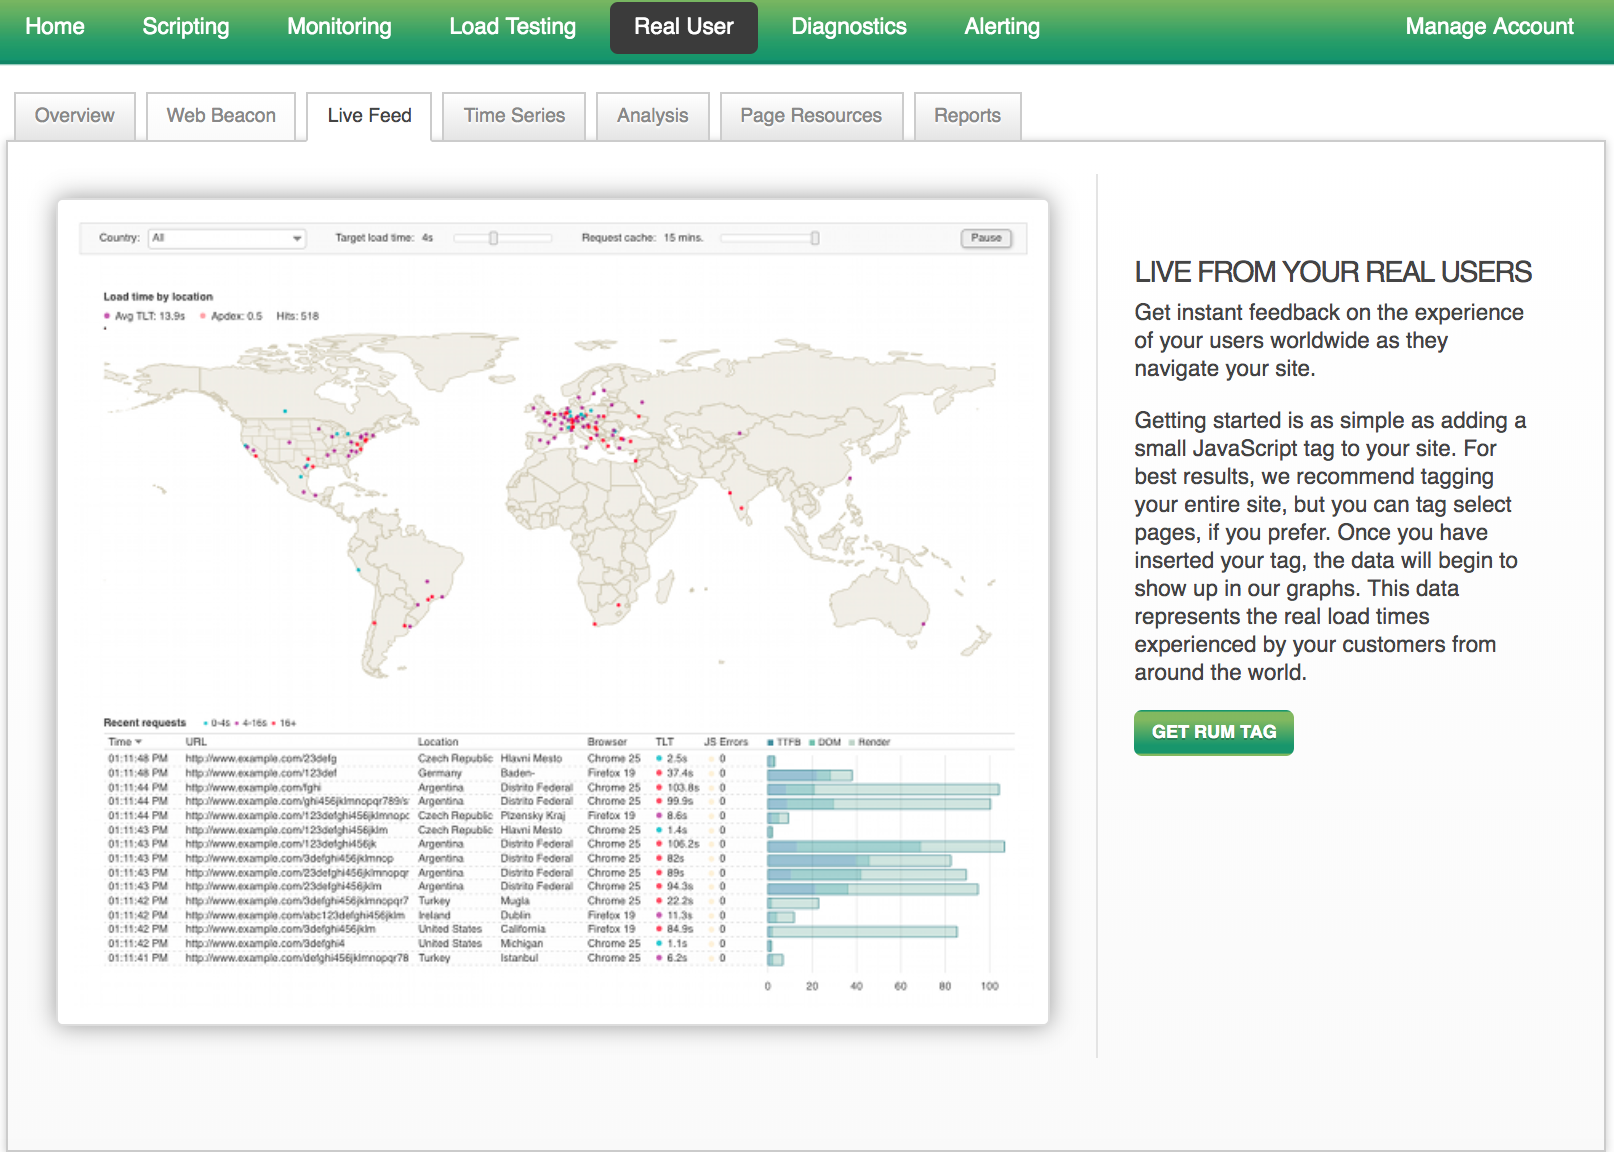 Home Scripting Monitoring Load Testing Real User Diagnostics Alerting Manage Account
Overview Web Beacon Live Feed Time Series Analysis Page Resources Reports
Country: All Target load time: 4s Request cache: 15 mins. Pause
Load time by location
Avg TLT: 13.9s Apdex: 0.5 Hits: 518
LIVE FROM YOUR REAL USERS
Get instant feedback on the experience
of your users worldwide as they
navigate your site.
Getting started is as simple as adding a
small JavaScript tag to your site. For
best results, we recommend tagging
your entire site, but you can tag select
pages, if you prefer. Once you have
inserted your tag, the data will begin to
show up in our graphs. This data
represents the real load times
experienced by your customers from
around the world.
GET RUM TAG
Recent requests 0-4s 4-16s 16+
Time URL Location Browser TLT JS Errors TTFB DOM Render
01:11:48 PM http://www.example.com/23defg Czech Republic Hlavni Mesto Chrome 25 2.5s 0
01:11:48 PM http://www.example.com/123def Germany Baden- Firefox 19 37.4s 0
01:11:44 PM http://www.example.com/fghi Argentina Distrito Federal Chrome 25 103.8s 0
01:11:44 PM http://www.example.com/ghi456jklmnopqr789/s Argentina Distrito Federal Chrome 25 99.9s 0
01:11:44 PM http://www.example.com/123defghi456jklmnopc Czech Republic Plzensky Kraj Firefox 19 8.6s 0
01:11:43 PM http://www.example.com/123defghi456jklm Czech Republic Hlavni Mesto Chrome 25 1.4s 0
01:11:43 PM http://www.example.com/123defghi456jk Argentina Distrito Federal Chrome 25 106.2s 0
01:11:43 PM http://www.example.com/3defghi456jklmnop Argentina Distrito Federal Chrome 25 82s 0
01:11:43 PM http://www.example.com/23defghi456jklmnopqr Argentina Distrito Federal Chrome 25 89s 0
01:11:43 PM http://www.example.com/23defghi456jklm Argentina Distrito Federal Chrome 25 94.3s 0
01:11:42 PM http://www.example.com/3defghi456jklmnopqr7 Turkey Mugla Chrome 25 22.2s 0
01:11:42 PM http://www.example.com/abc123defghi456jklm Ireland Dublin Firefox 19 11.3s 0
01:11:42 PM http://www.example.com/3defghi456jklm United States California Firefox 19 84.9s 0
01:11:42 PM http://www.example.com/3defghi4 United States Michigan Chrome 25 1.1s 0
01:11:41 PM http://www.example.com/defghi456jklmnopqr78 Turkey Istanbul Chrome 25 6.2s 0
0 20 40 60 80 100